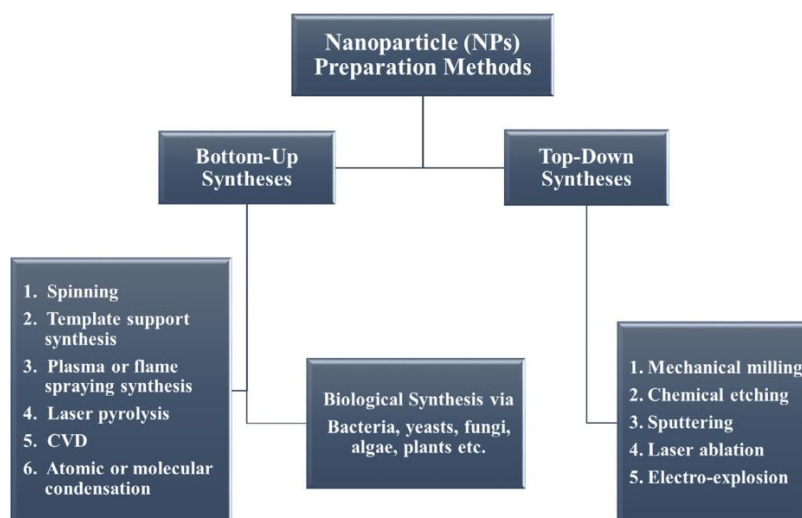 Nanoparticle (NPs)
Preparation Methods
Bottom-Up
Syntheses
Top-Down
Syntheses
1. Spinning
2. Template support
synthesis
3. Plasma or flame
spraying synthesis
4. Laser pyrolysis
5. CVD
6. Atomic or molecular
condensation
Biological Synthesis via
Bacteria, yeasts, fungi,
algae, plants etc.
1. Mechanical milling
2. Chemical etching
3. Sputtering
4. Laser ablation
5. Electro-explosion